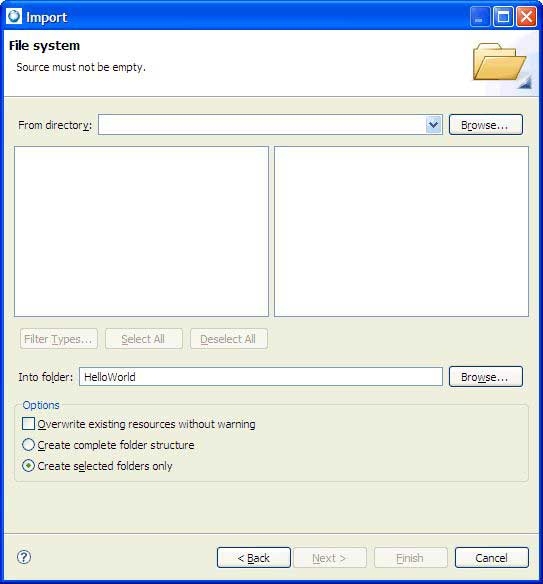 Import
File system
Source must not be empty.
From directory: Browse...
Filter Types... Select All Deselect All
Into folder: HelloWorld Browse...
Options
Overwrite existing resources without warning
Create complete folder structure
Create selected folders only
? < Back Next > Finish Cancel